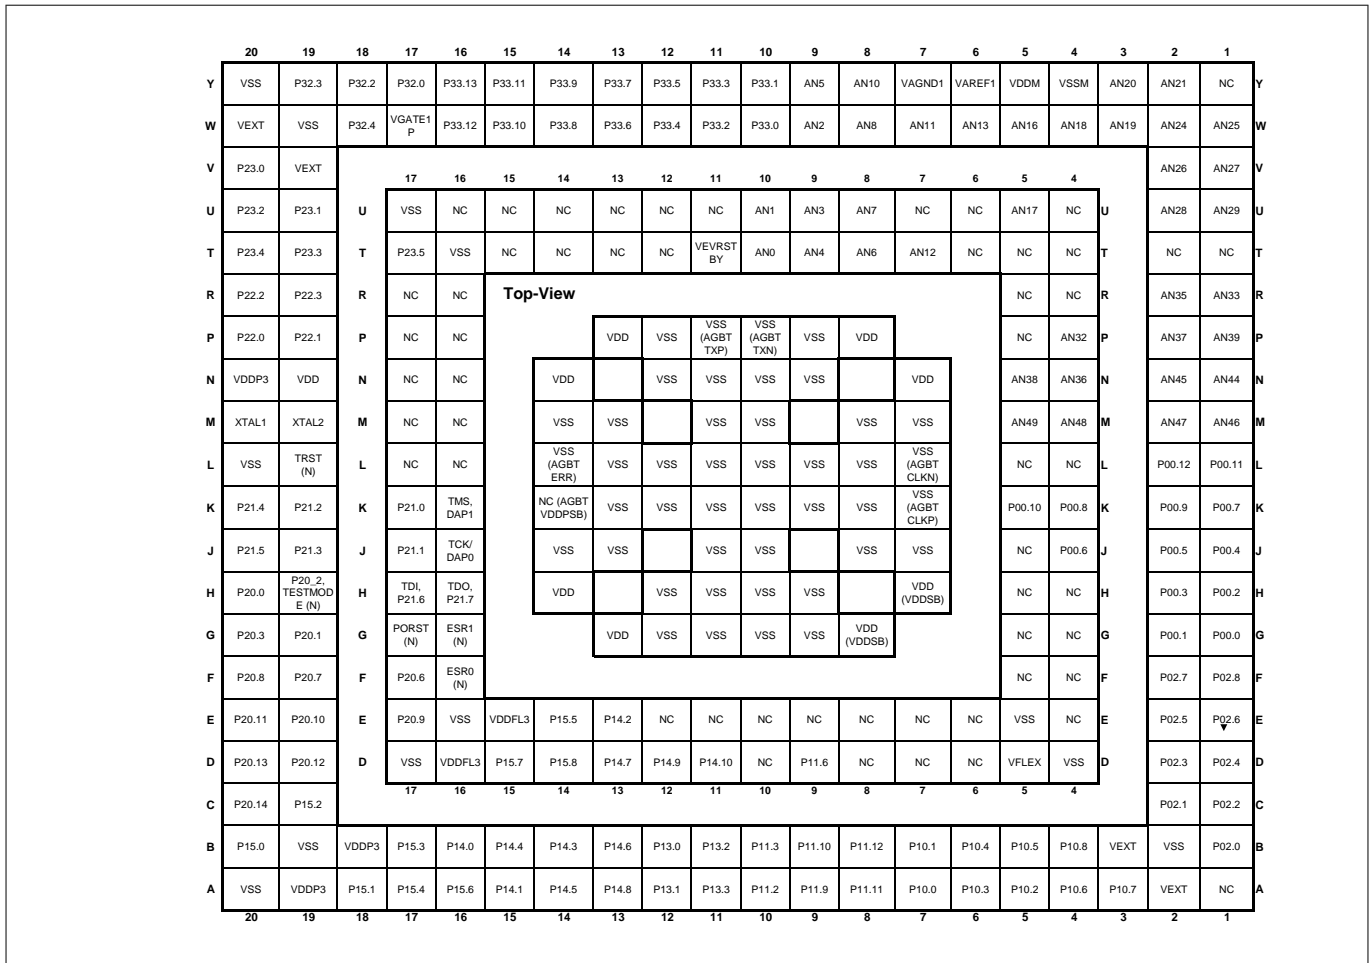 20 19 18 17 16 15 14 13 12 11 10 9 8 7 6 5 4 3 2 1
Y VSS P32.3 P32.2 P32.0 P33.13 P33.11 P33.9 P33.7 P33.5 P33.3 P33.1 AN5 AN10 VAGND1 VAREF1 VDDM VSSM AN20 AN21 NC Y
W VEXT VSS P32.4 VGATE1P P33.12 P33.10 P33.8 P33.6 P33.4 P33.2 P33.0 AN2 AN8 AN11 AN13 AN16 AN18 AN19 AN24 AN25 W
V P23.0 VEXT AN26 AN27 V
17 16 15 14 13 12 11 10 9 8 7 6 5 4
U P23.2 P23.1 U VSS NC NC NC NC NC NC AN1 AN3 AN7 NC NC AN17 NC U AN28 AN29 U
T P23.4 P23.3 T P23.5 VSS NC NC NC NC VEVRSTBY AN0 AN4 AN6 AN12 NC NC NC T NC NC T
R P22.2 P22.3 R NC NC Top-View NC NC R AN35 AN33 R
P P22.0 P22.1 P NC NC VDD VSS VSS (AGBT TXP) VSS (AGBT TXN) VSS VDD NC AN32 P AN37 AN39 P
N VDDP3 VDD N NC NC VDD VSS VSS VSS VSS VDD AN38 AN36 N AN45 AN44 N
M XTAL1 XTAL2 M NC NC VSS VSS VSS VSS VSS VSS AN49 AN48 M AN47 AN46 M
L VSS TRST (N) L NC NC VSS (AGBT ERR) VSS VSS VSS VSS VSS VSS VSS (AGBT CLKN) NC NC L P00.12 P00.11 L
K P21.4 P21.2 K P21.0 TMS, DAP1 NC (AGBT VDDPSB) VSS VSS VSS VSS VSS VSS VSS (AGBT CLKP) P00.10 P00.8 K P00.9 P00.7 K
J P21.5 P21.3 J P21.1 TCK/ DAP0 VSS VSS VSS VSS VSS VSS NC P00.6 J P00.5 P00.4 J
H P20.0 P20_2, TESTMODE (N) H TDI, P21.6 TDO, P21.7 VDD VSS VSS VSS VSS VDD (VDDSB) NC NC H P00.3 P00.2 H
G P20.3 P20.1 G PORST (N) ESR1 (N) VDD VSS VSS VSS VSS VDD (VDDSB) NC NC G P00.1 P00.0 G
F P20.8 P20.7 F P20.6 ESR0 (N) NC NC F P02.7 P02.8 F
E P20.11 P20.10 E P20.9 VSS VDDFL3 P15.5 P14.2 NC NC NC NC NC NC NC VSS NC E P02.5 P02.6 E
D P20.13 P20.12 D VSS VDDFL3 P15.7 P15.8 P14.7 P14.9 P14.10 NC P11.6 NC NC NC VFLEX VSS D P02.3 P02.4 D
17 16 15 14 13 12 11 10 9 8 7 6 5 4
C P20.14 P15.2 P02.1 P02.2 C
B P15.0 VSS VDDP3 P15.3 P14.0 P14.4 P14.3 P14.6 P13.0 P13.2 P11.3 P11.10 P11.12 P10.1 P10.4 P10.5 P10.8 VEXT VSS P02.0 B
A VSS VDDP3 P15.1 P15.4 P15.6 P14.1 P14.5 P14.8 P13.1 P13.3 P11.2 P11.9 P11.11 P10.0 P10.3 P10.2 P10.6 P10.7 VEXT NC A
20 19 18 17 16 15 14 13 12 11 10 9 8 7 6 5 4 3 2 1